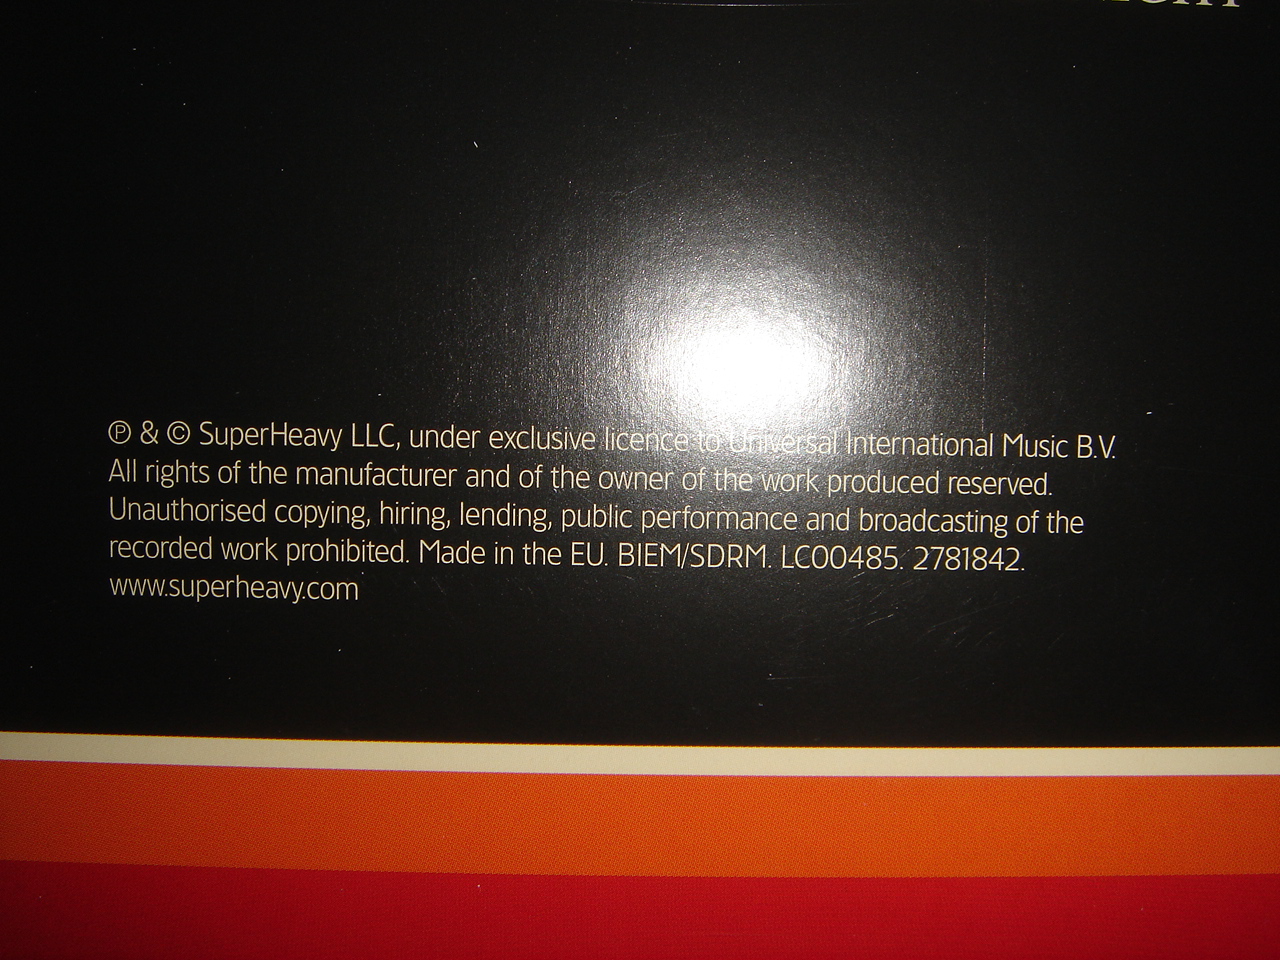 ℗ & © SuperHeavy LLC, under exclusive licence to Universal International Music B.V.
All rights of the manufacturer and of the owner of the work produced reserved.
Unauthorised copying, hiring, lending, public performance and broadcasting of the
recorded work prohibited. Made in the EU. BIEM/SDRM. LC00485. 2781842.
www.superheavy.com